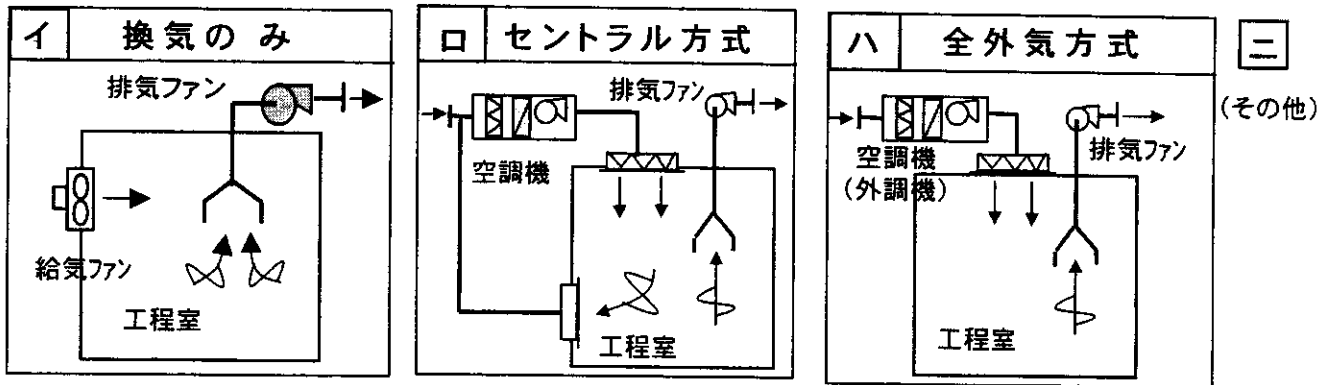 イ 換気のみ
排気ファン
給気ファン
工程室
ロ セントラル方式
排気ファン
空調機
工程室
ハ 全外気方式
空調機
(外調機)
排気ファン
工程室
ニ
(その他)